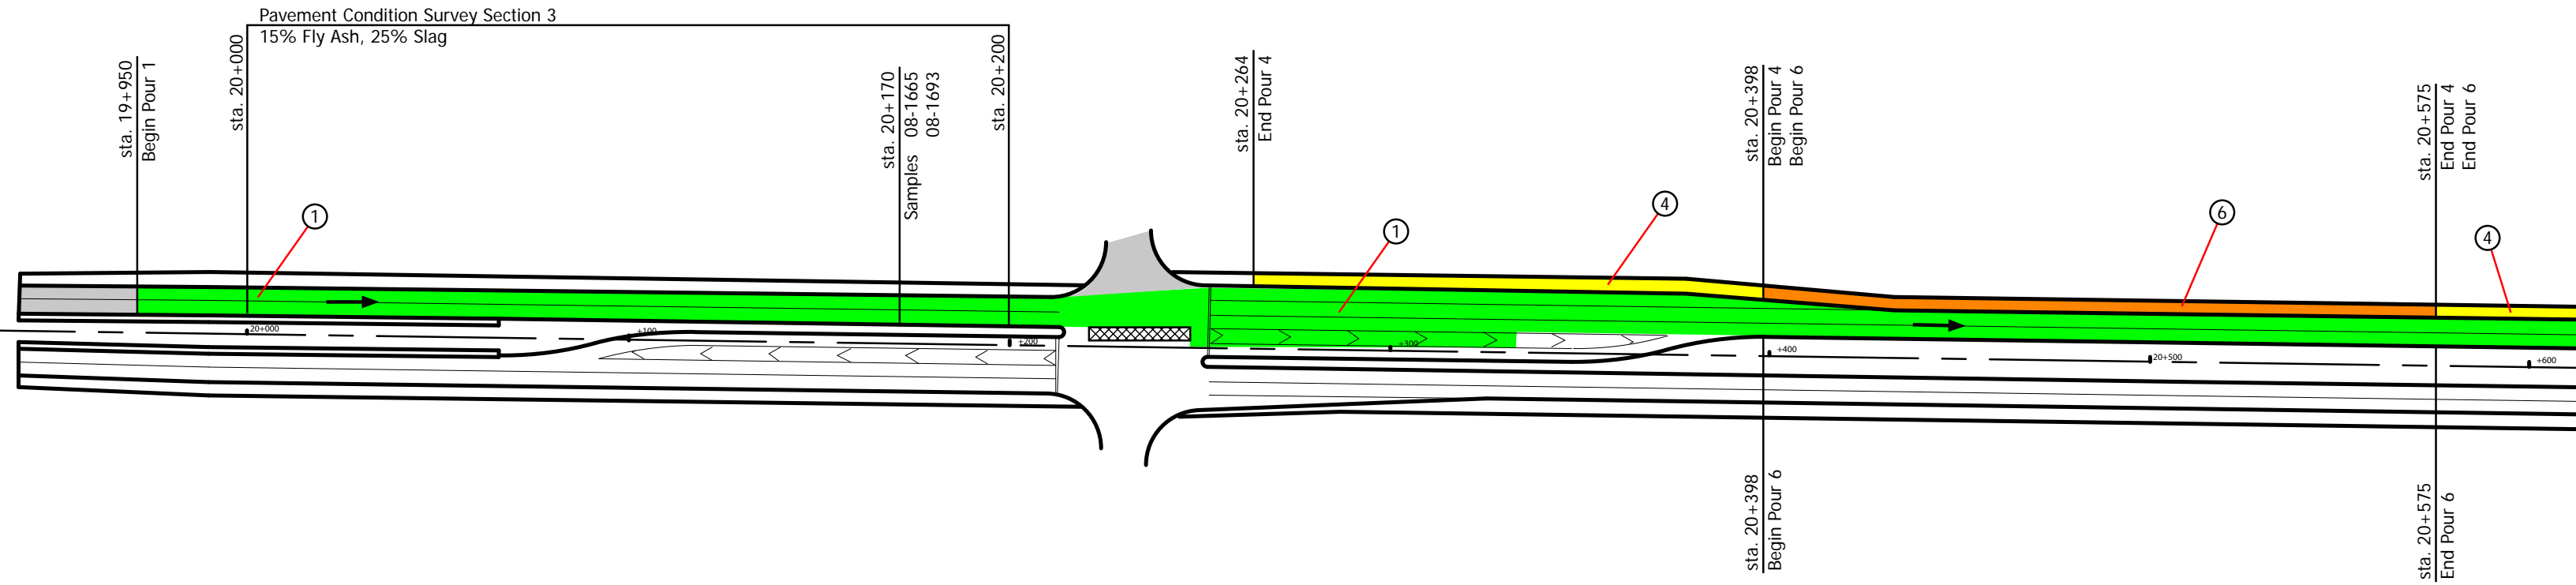 Pavement Condition Survey Section 3
15% Fly Ash, 25% Slag
sta. 19+950
Begin Pour 1
sta. 20+000
sta. 20+170
Samples 08-1665
08-1693
sta. 20+200
sta. 20+264
End Pour 4
sta. 20+398
Begin Pour 4
Begin Pour 6
sta. 20+575
End Pour 4
End Pour 6
1
1
4
6
4
20+000
+100
+200
+300
+400
20+500
+600
sta. 20+398
Begin Pour 6
sta. 20+575
End Pour 6